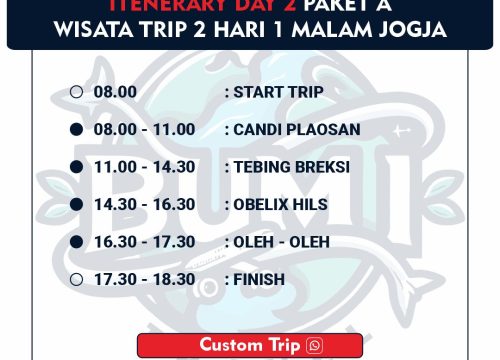 ITENERARY DAY 2 PAKET A
WISATA TRIP 2 HARI 1 MALAM JOGJA
08.00 : START TRIP
08.00 - 11.00 : CANDI PLAOSAN
11.00 - 14.30 : TEBING BREKSI
14.30 - 16.30 : OBELIX HILS
16.30 - 17.30 : OLEH - OLEH
17.30 - 18.30 : FINISH
BUMI
Custom Trip